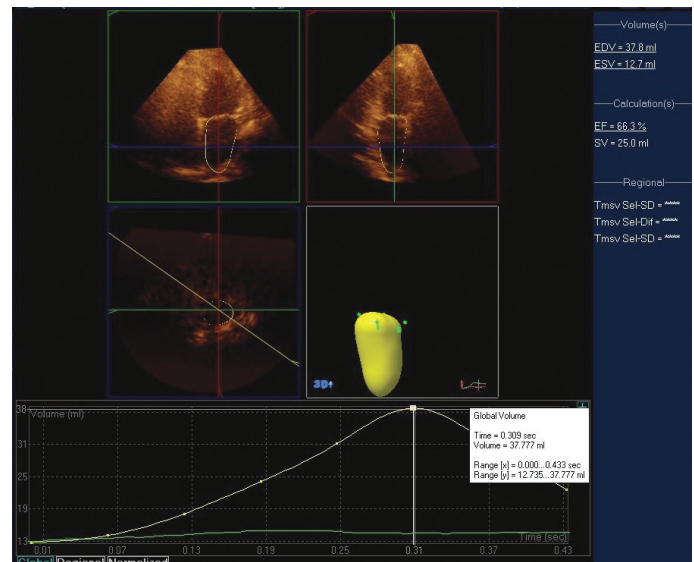 Volume(s)
EDV = 37.8 ml
ESV = 12.7 ml
Calculation(s)
EF = 66.3 %
SV = 25.0 ml
Regional
Tmsv Sel-SD = ****
Tmsv Sel-Dif = ****
Tmsv Sel-SD = ****
3D
38
Volume (ml)
31
25
19
13
Global Volume
Time = 0.309 sec
Volume = 37.777 ml
Range [x] = 0.000...0.433 sec
Range [y] = 12.735...37.777 ml
Time (sec)
0.01 0.07 0.13 0.19 0.25 0.31 0.37 0.43
Global Regional Normalized